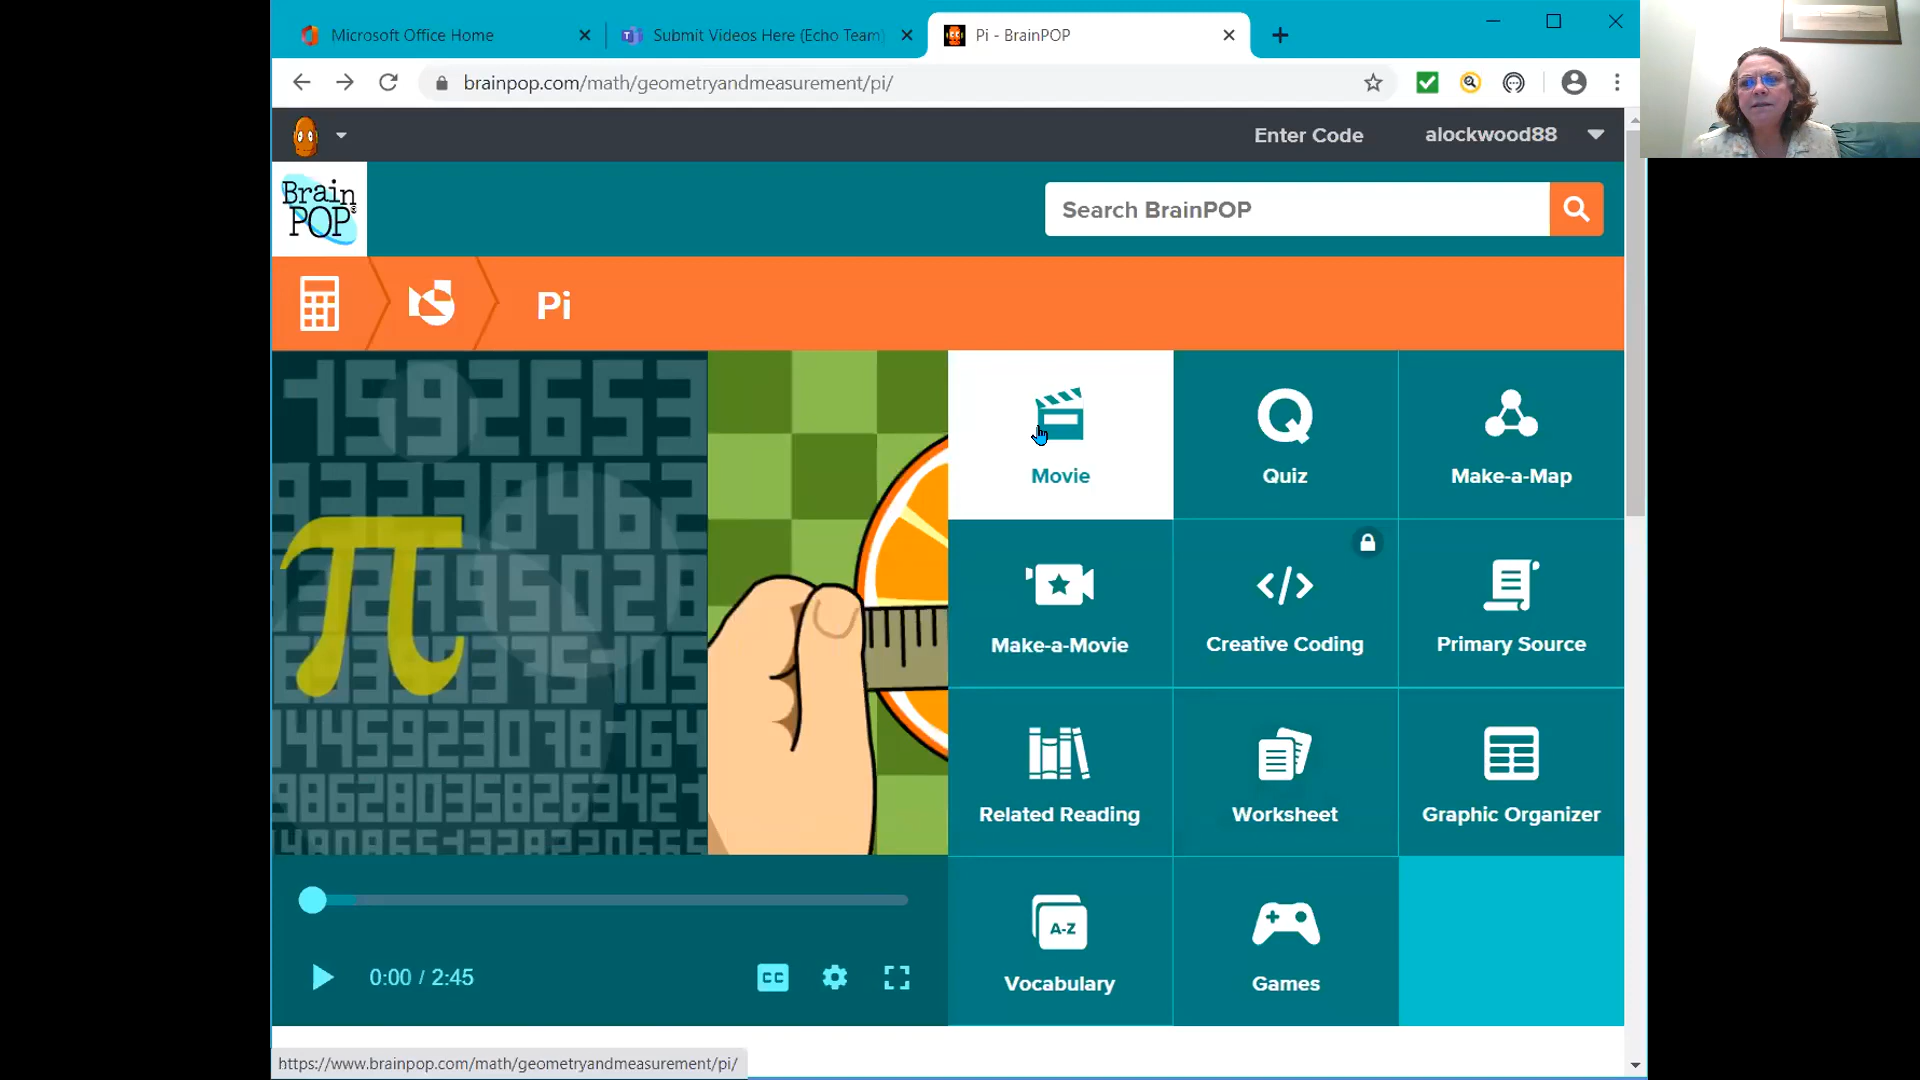 Microsoft Office Home
Submit Videos Here (Echo Team)
Pi - BrainPOP
brainpop.com/math/geometryandmeasurement/pi/
Enter Code
alockwood88
Brain
POP
Search BrainPOP
Pi
7592653
π
Movie
Quiz
Make-a-Map
Make-a-Movie
Creative Coding
Primary Source
Related Reading
Worksheet
Graphic Organizer
A-Z
Vocabulary
Games
0:00 / 2:45
CC
https://www.brainpop.com/math/geometryandmeasurement/pi/